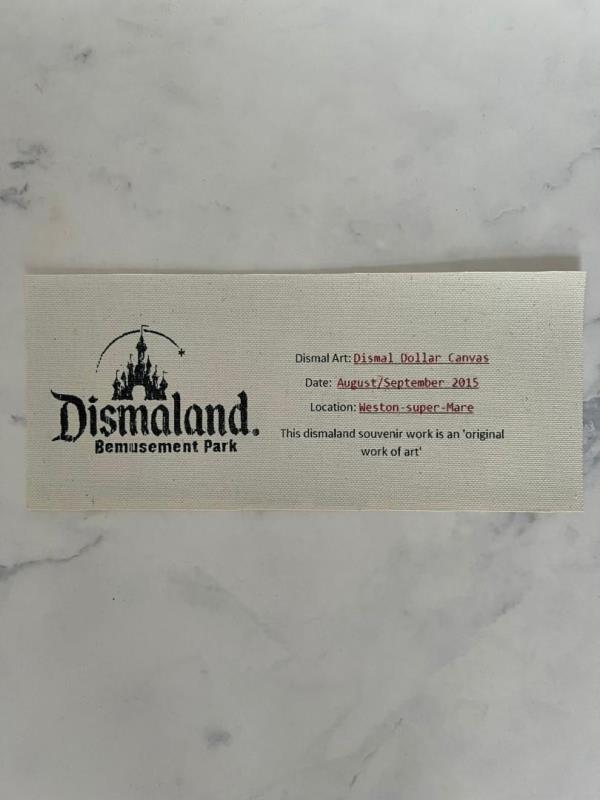 Dismaland.
Bemusement Park
Dismal Art: Dismal Dollar Canvas
Date: August/September 2015
Location: Weston-super-Mare
This dismaland souvenir work is an 'original
work of art'